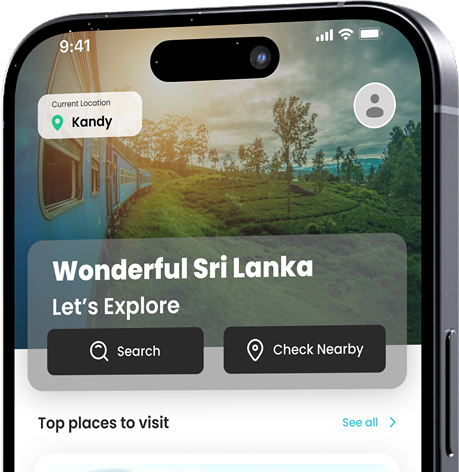 9:41
Current Location
Kandy
Wonderful Sri Lanka
Let's Explore
Search
Check Nearby
Top places to visit
See all